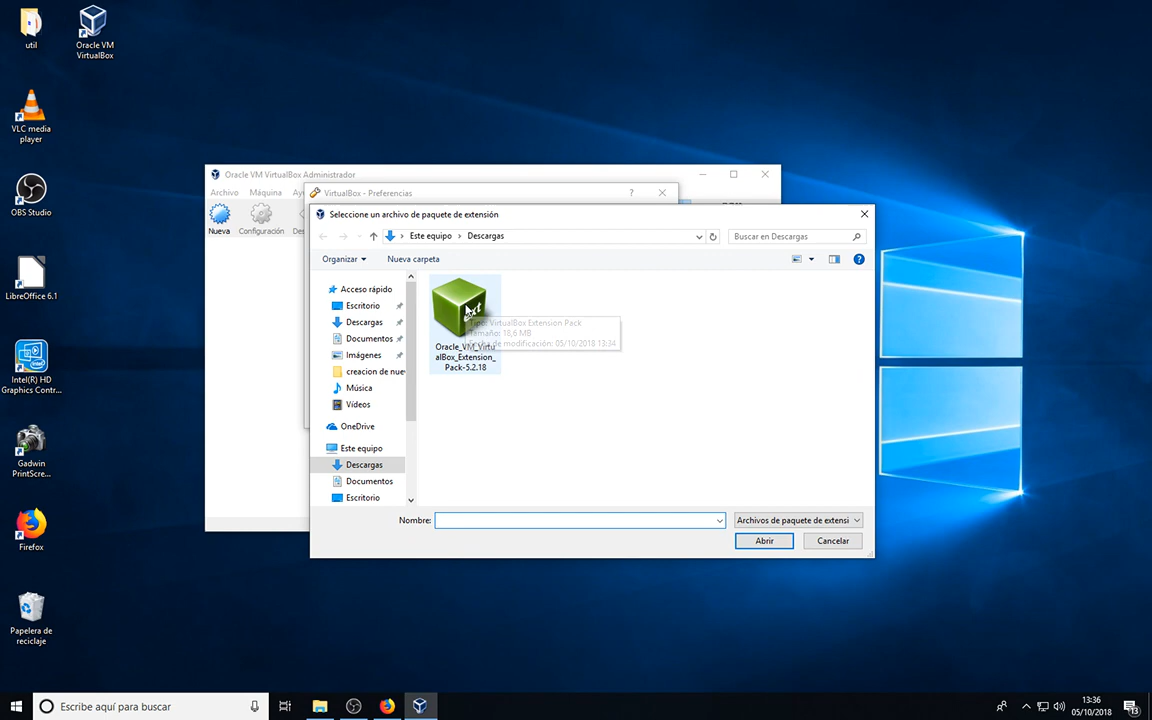 util
Oracle VM
VirtualBox
VLC media
player
OBS Studio
LibreOffice 6.1
Intel(R) HD
Graphics Contr...
Gadwin
PrintScre...
Firefox
Papelera de
reciclaje
Oracle VM VirtualBox Administrador
Archivo Máquina
Nueva Configuración
VirtualBox - Preferencias
?
Seleccione un archivo de paquete de extensión
Este equipo > Descargas
Buscar en Descargas
Organizar
Nueva carpeta
?
Acceso rápido
Escritorio
Descargas
Documentos
Imágenes
creacion de nue
Música
Vídeos
OneDrive
Este equipo
Descargas
Documentos
Escritorio
Tipo: VirtualBox Extension Pack
Tamaño: 18,6 MB
Fecha de modificación: 05/10/2018 13:34
Oracle_VM_Virtu
alBox_Extension_
Pack-5.2.18
Nombre:
Archivos de paquete de extensi
Abrir
Cancelar
Escribe aquí para buscar
13:36
05/10/2018
13